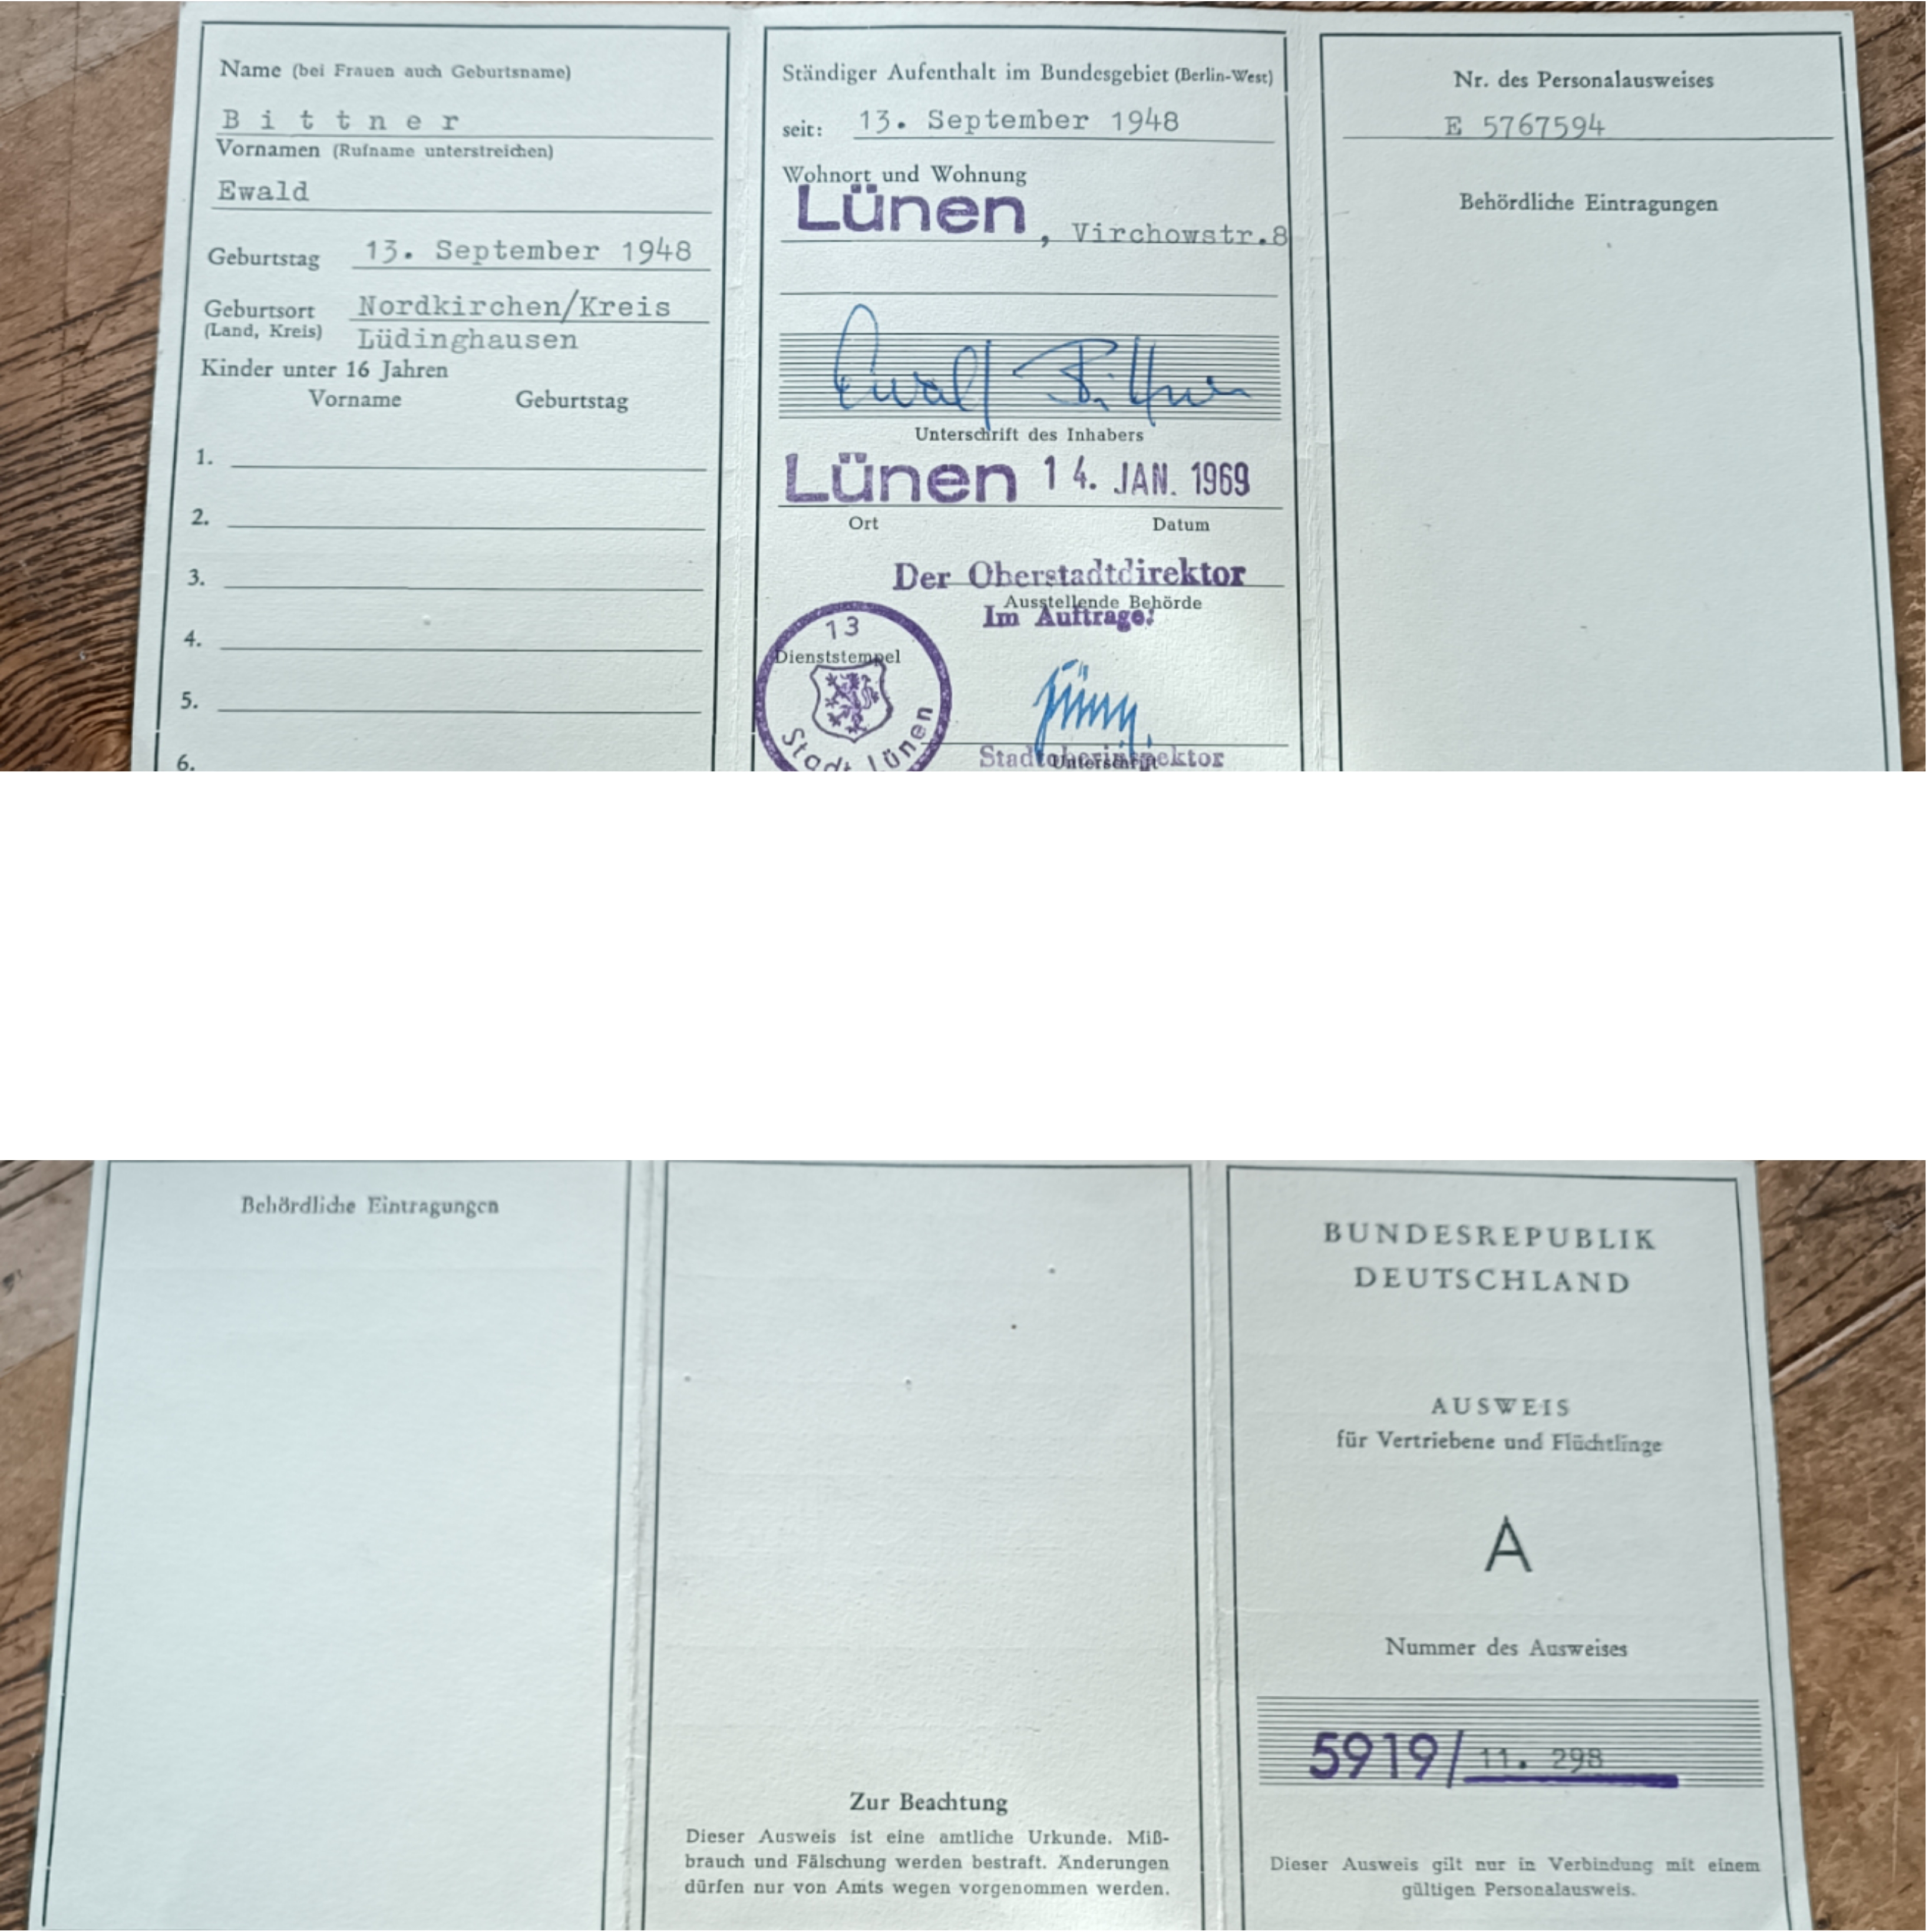 Name (bei Frauen auch Geburtsname)
Bittner
Vornamen (Rufname unterstreichen)
Ewald
Geburtstag 13. September 1948
Geburtsort Nordkirchen/Kreis
(Land, Kreis) Lüdinghausen
Kinder unter 16 Jahren
Vorname Geburtstag
1.
2.
3.
4.
5.
6.
Ständiger Aufenthalt im Bundesgebiet (Berlin-West)
seit: 13. September 1948
Wohnort und Wohnung
Lünen, Virchowstr.8
Ewald Bittner
Unterschrift des Inhabers
Lünen 14. JAN. 1969
Ort Datum
Der Oberstadtdirektor
Ausstellende Behörde
Im Auftrage:
13
Dienststempel
Stadt Lünen
Stadtoberinspektor
Unterschrift
Nr. des Personalausweises
E 5767594
Behördliche Eintragungen
Behördliche Eintragungen
Zur Beachtung
Dieser Ausweis ist eine amtliche Urkunde. Miß-
brauch und Fälschung werden bestraft. Änderungen
dürfen nur von Amts wegen vorgenommen werden.
BUNDESREPUBLIK
DEUTSCHLAND
AUSWEIS
für Vertriebene und Flüchtlinge
A
Nummer des Ausweises
5919/11. 298
Dieser Ausweis gilt nur in Verbindung mit einem
gültigen Personalausweis.